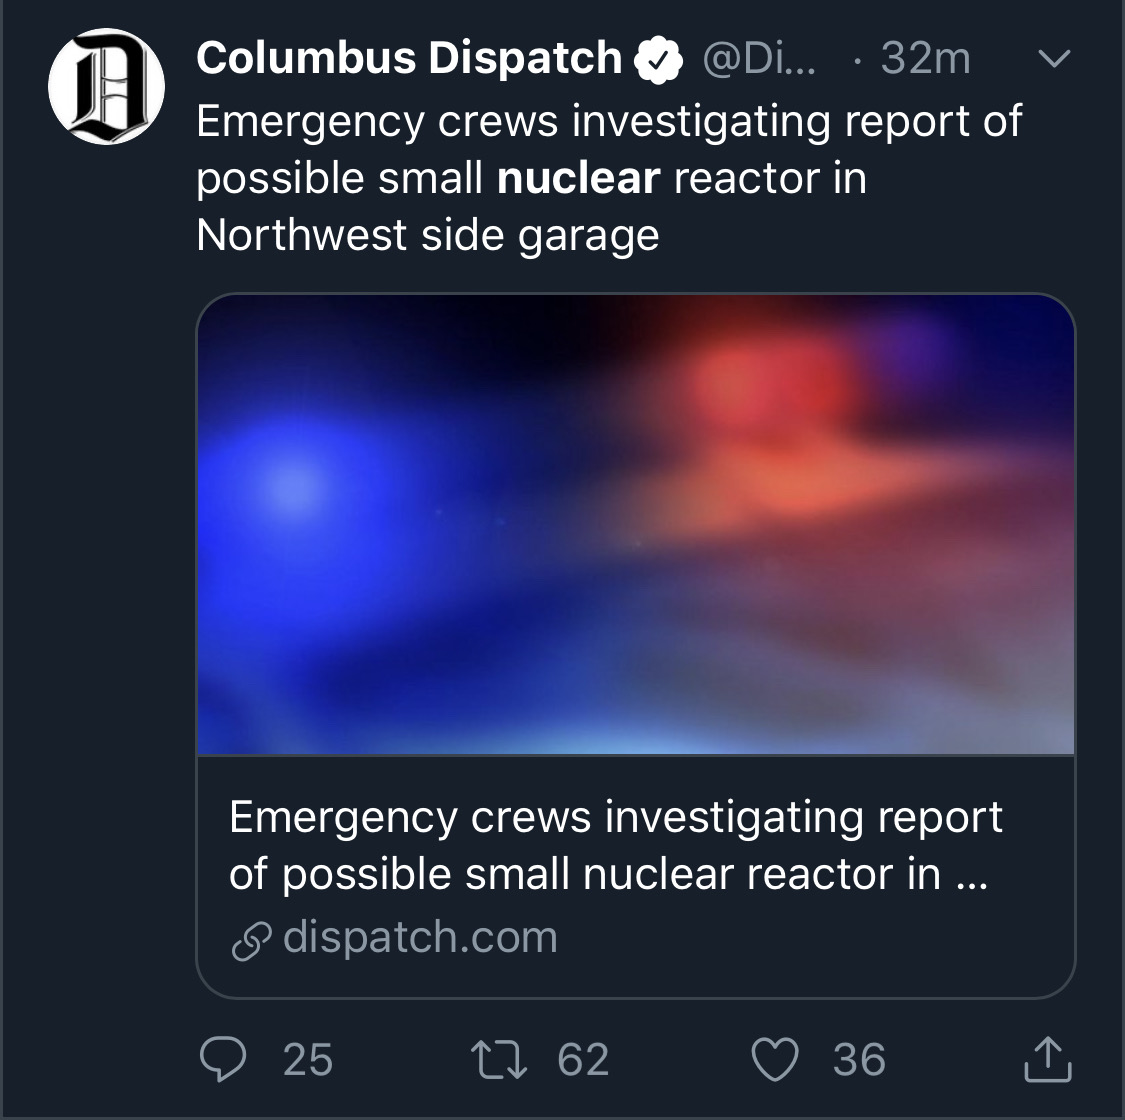 Columbus Dispatch @Di... · 32m
Emergency crews investigating report of
possible small nuclear reactor in
Northwest side garage
Emergency crews investigating report
of possible small nuclear reactor in ...
dispatch.com
25 62 36